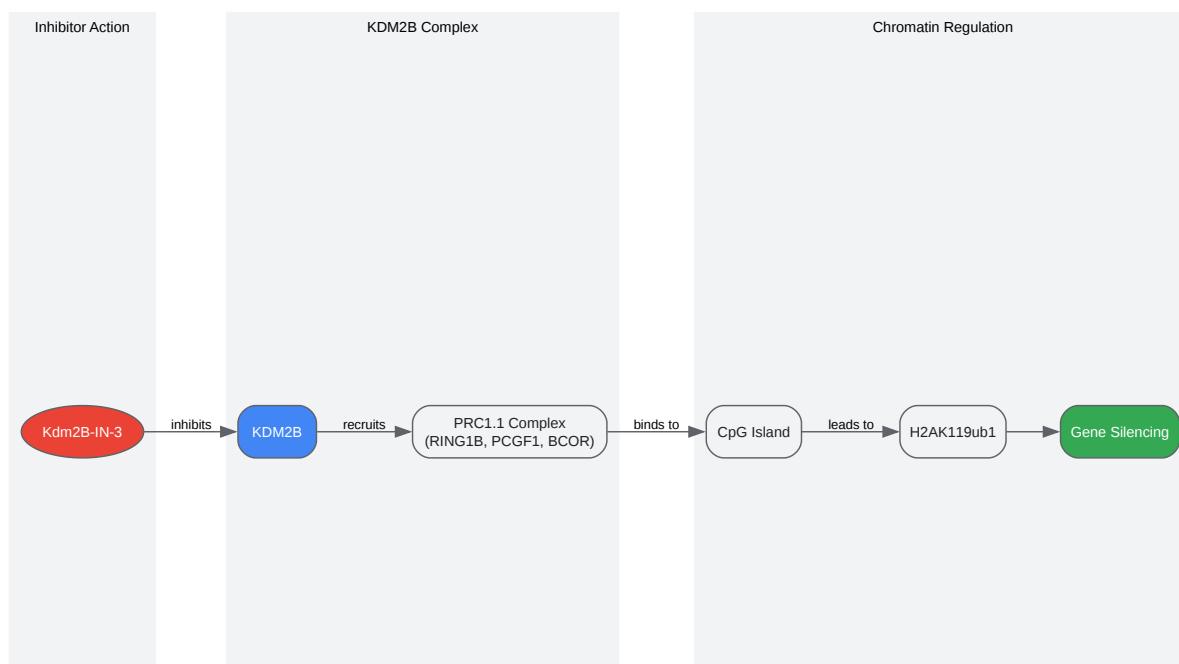 Inhibitor Action
KDM2B Complex
Chromatin Regulation
Kdm2B-IN-3
inhibits
KDM2B
recruits
PRC1.1 Complex
(RING1B, PCGF1, BCOR)
binds to
CpG Island
leads to
H2AK119ub1
Gene Silencing